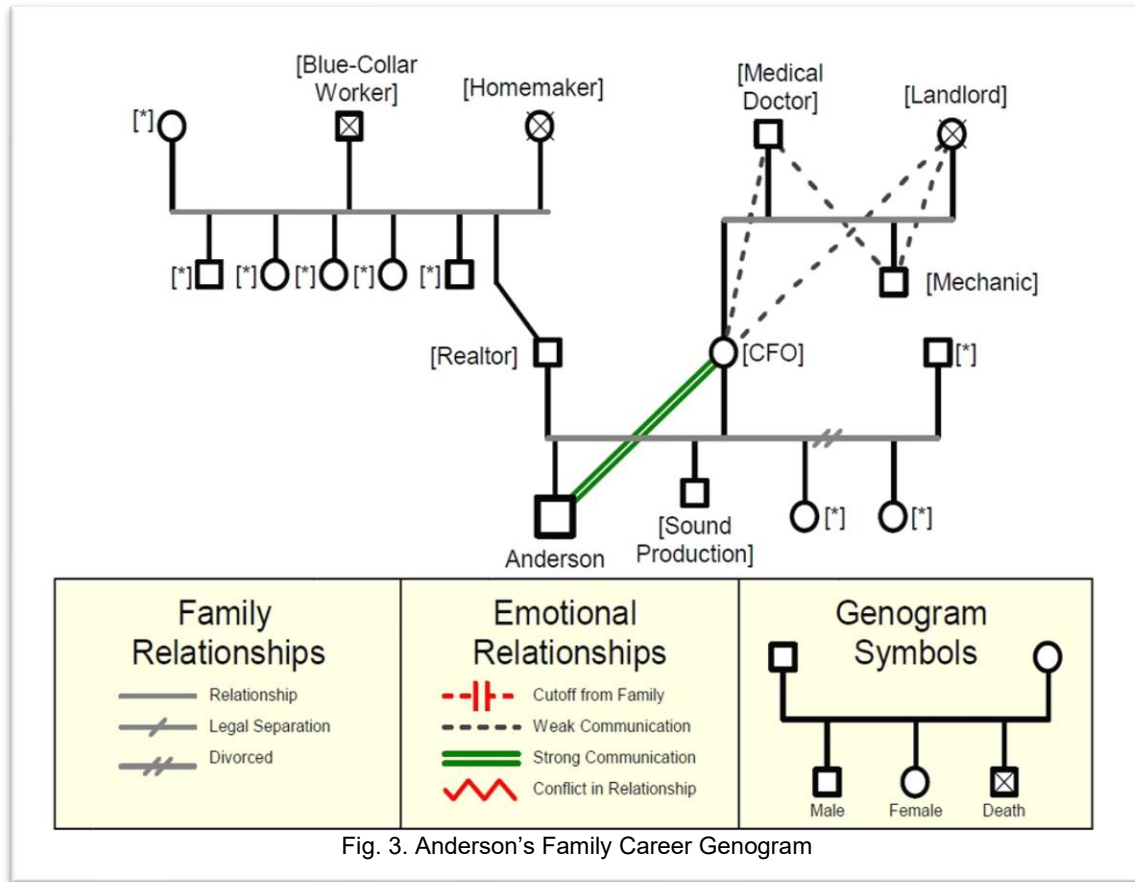 [Blue-Collar
Worker]
[Homemaker]
[Medical
Doctor]
[Landlord]
[*]
[*]
[*]
[*]
[*]
[*]
[Mechanic]
[Realtor]
[CFO]
[*]
Anderson
[Sound
Production]
[*]
[*]
Family
Relationships
Relationship
Legal Separation
Divorced
Emotional
Relationships
Cutoff from Family
Weak Communication
Strong Communication
Conflict in Relationship
Genogram
Symbols
Male
Female
Death
Fig. 3. Anderson's Family Career Genogram